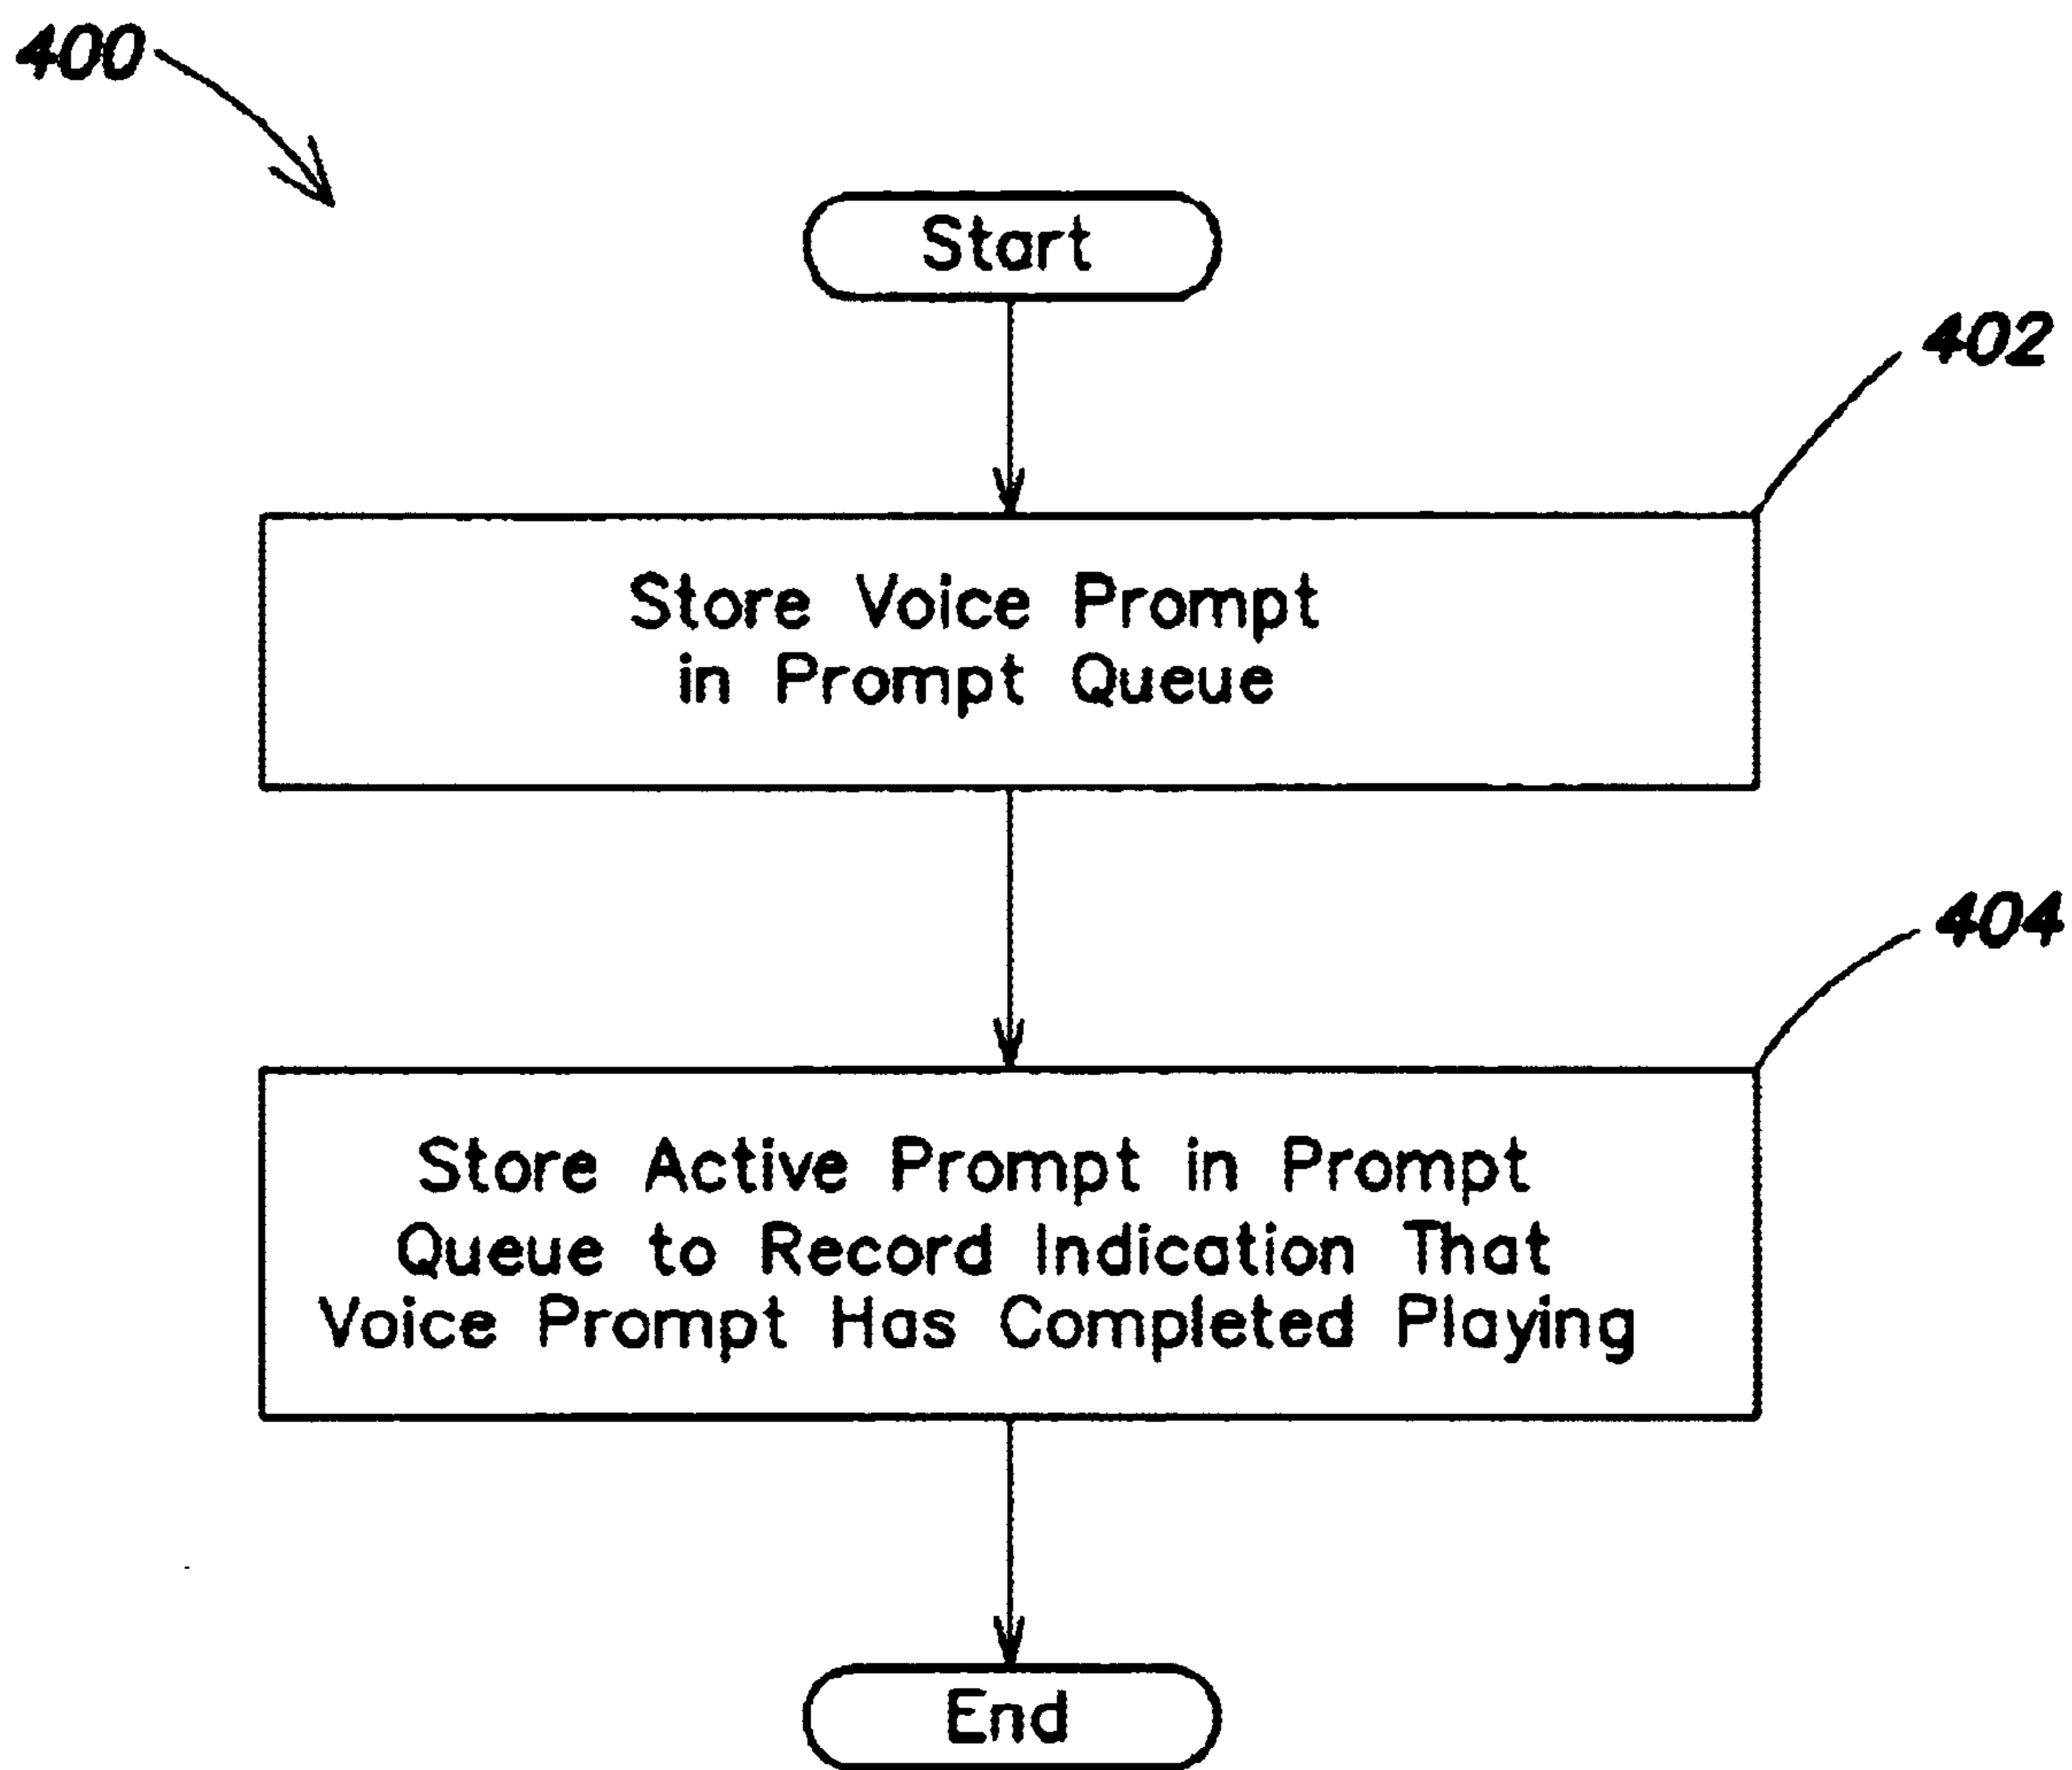 400
Start
402
Store Voice Prompt
in Prompt Queue
404
Store Active Prompt in Prompt
Queue to Record Indication That
Voice Prompt Has Completed Playing
End